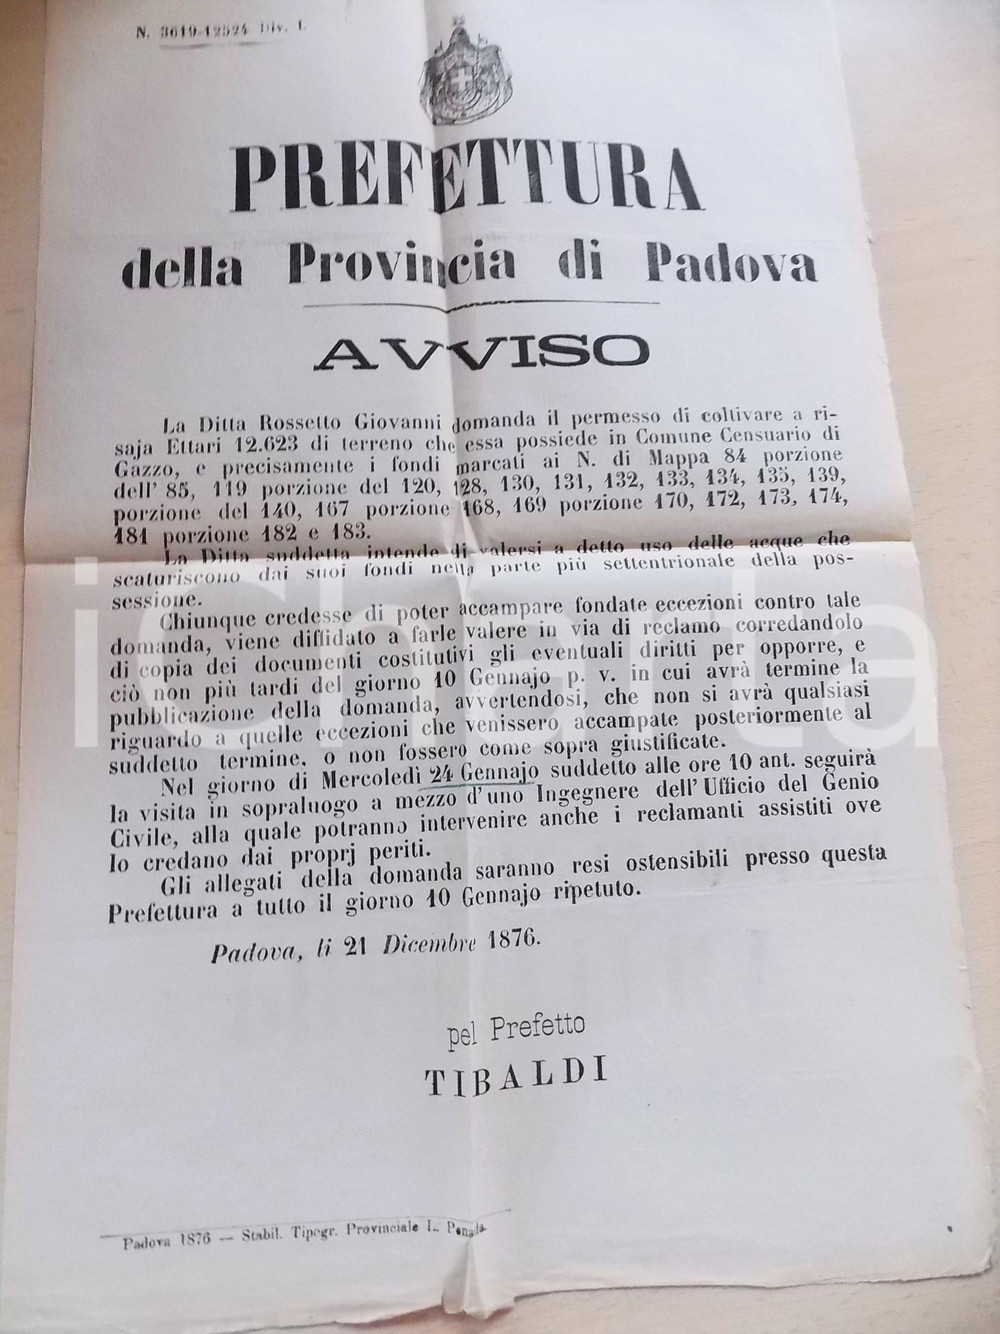 N. 3619-12524 Div. I.
PREFETTURA
della Provincia di Padova
AVVISO
La Ditta Rossetto Giovanni domanda il permesso di coltivare a ri-
saja Ettari 12.623 di terreno che essa possiede in Comune Censuario di
Gazzo, e precisamente i fondi marcati ai N. di Mappa 84 porzione
dell' 85, 119 porzione del 120, 128, 130, 131, 132, 133, 134, 135, 139,
porzione del 140, 167 porzione 168, 169 porzione 170, 172, 173, 174,
181 porzione 182 e 183.
La Ditta suddetta intende di valersi a detto uso delle acque che
scaturiscono dai suoi fondi nella parte più settentrionale della pos-
sessione.
Chiunque credesse di poter accampare fondate eccezioni contro tale
domanda, viene diffidato a farle valere in via di reclamo corredandolo
di copia dei documenti costitutivi gli eventuali diritti per opporre, e
ciò non più tardi del giorno 10 Gennajo p. v. in cui avrà termine la
pubblicazione della domanda, avvertendosi, che non si avrà qualsiasi
riguardo a quelle eccezioni che venissero accampate posteriormente al
suddetto termine, o non fossero come sopra giustificate.
Nel giorno di Mercoledì 24 Gennajo suddetto alle ore 10 ant. seguirà
la visita in sopraluogo a mezzo d'uno Ingegnere dell' Ufficio del Genio
Civile, alla quale potranno intervenire anche i reclamanti assistiti ove
lo credano dai proprj periti.
Gli allegati della domanda saranno resi ostensibili presso questa
Prefettura a tutto il giorno 10 Gennajo ripetuto.
Padova, li 21 Dicembre 1876.
pel Prefetto
TIBALDI
Padova 1876 — Stabil. Tipogr. Provinciale L. Penada
iCharta